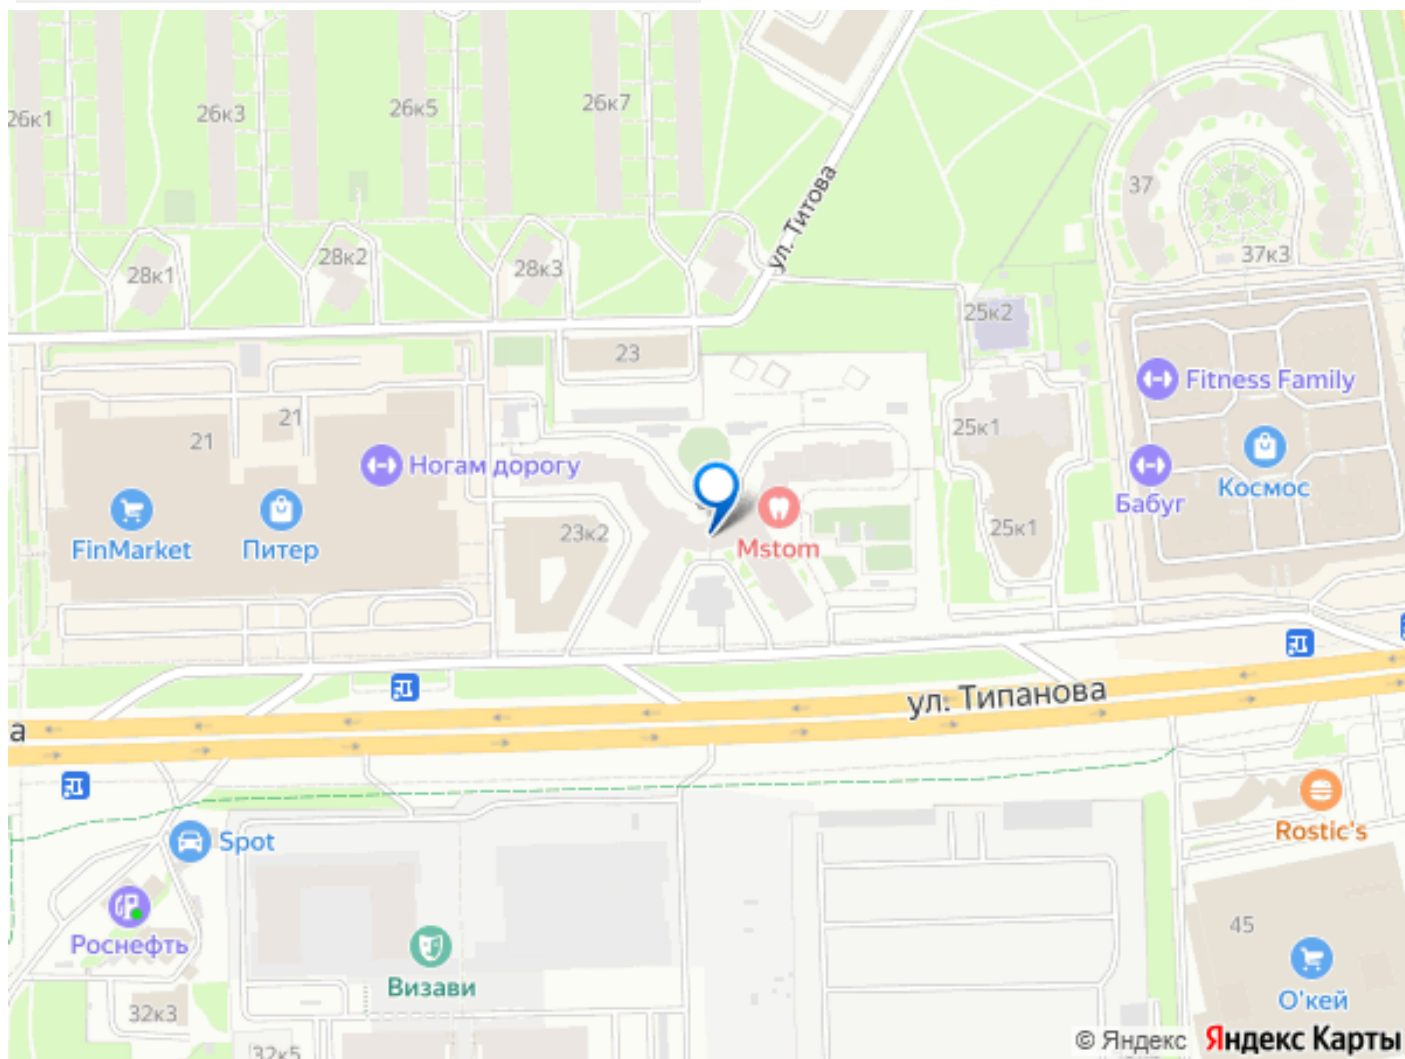 26к1
26к3
26к5
26к7
ул. Титова
37
37к3
28к1
28к2
28к3
25к2
23
Fitness Family
21
21
25к1
Ногам дорогу
Космос
Бабуг
FinMarket
Питер
23к2
Mstom
25к1
ул. Типанова
а
Rostic's
Spot
Роснефть
45
Визави
О'кей
32к3
32к5
© Яндекс Яндекс Карты